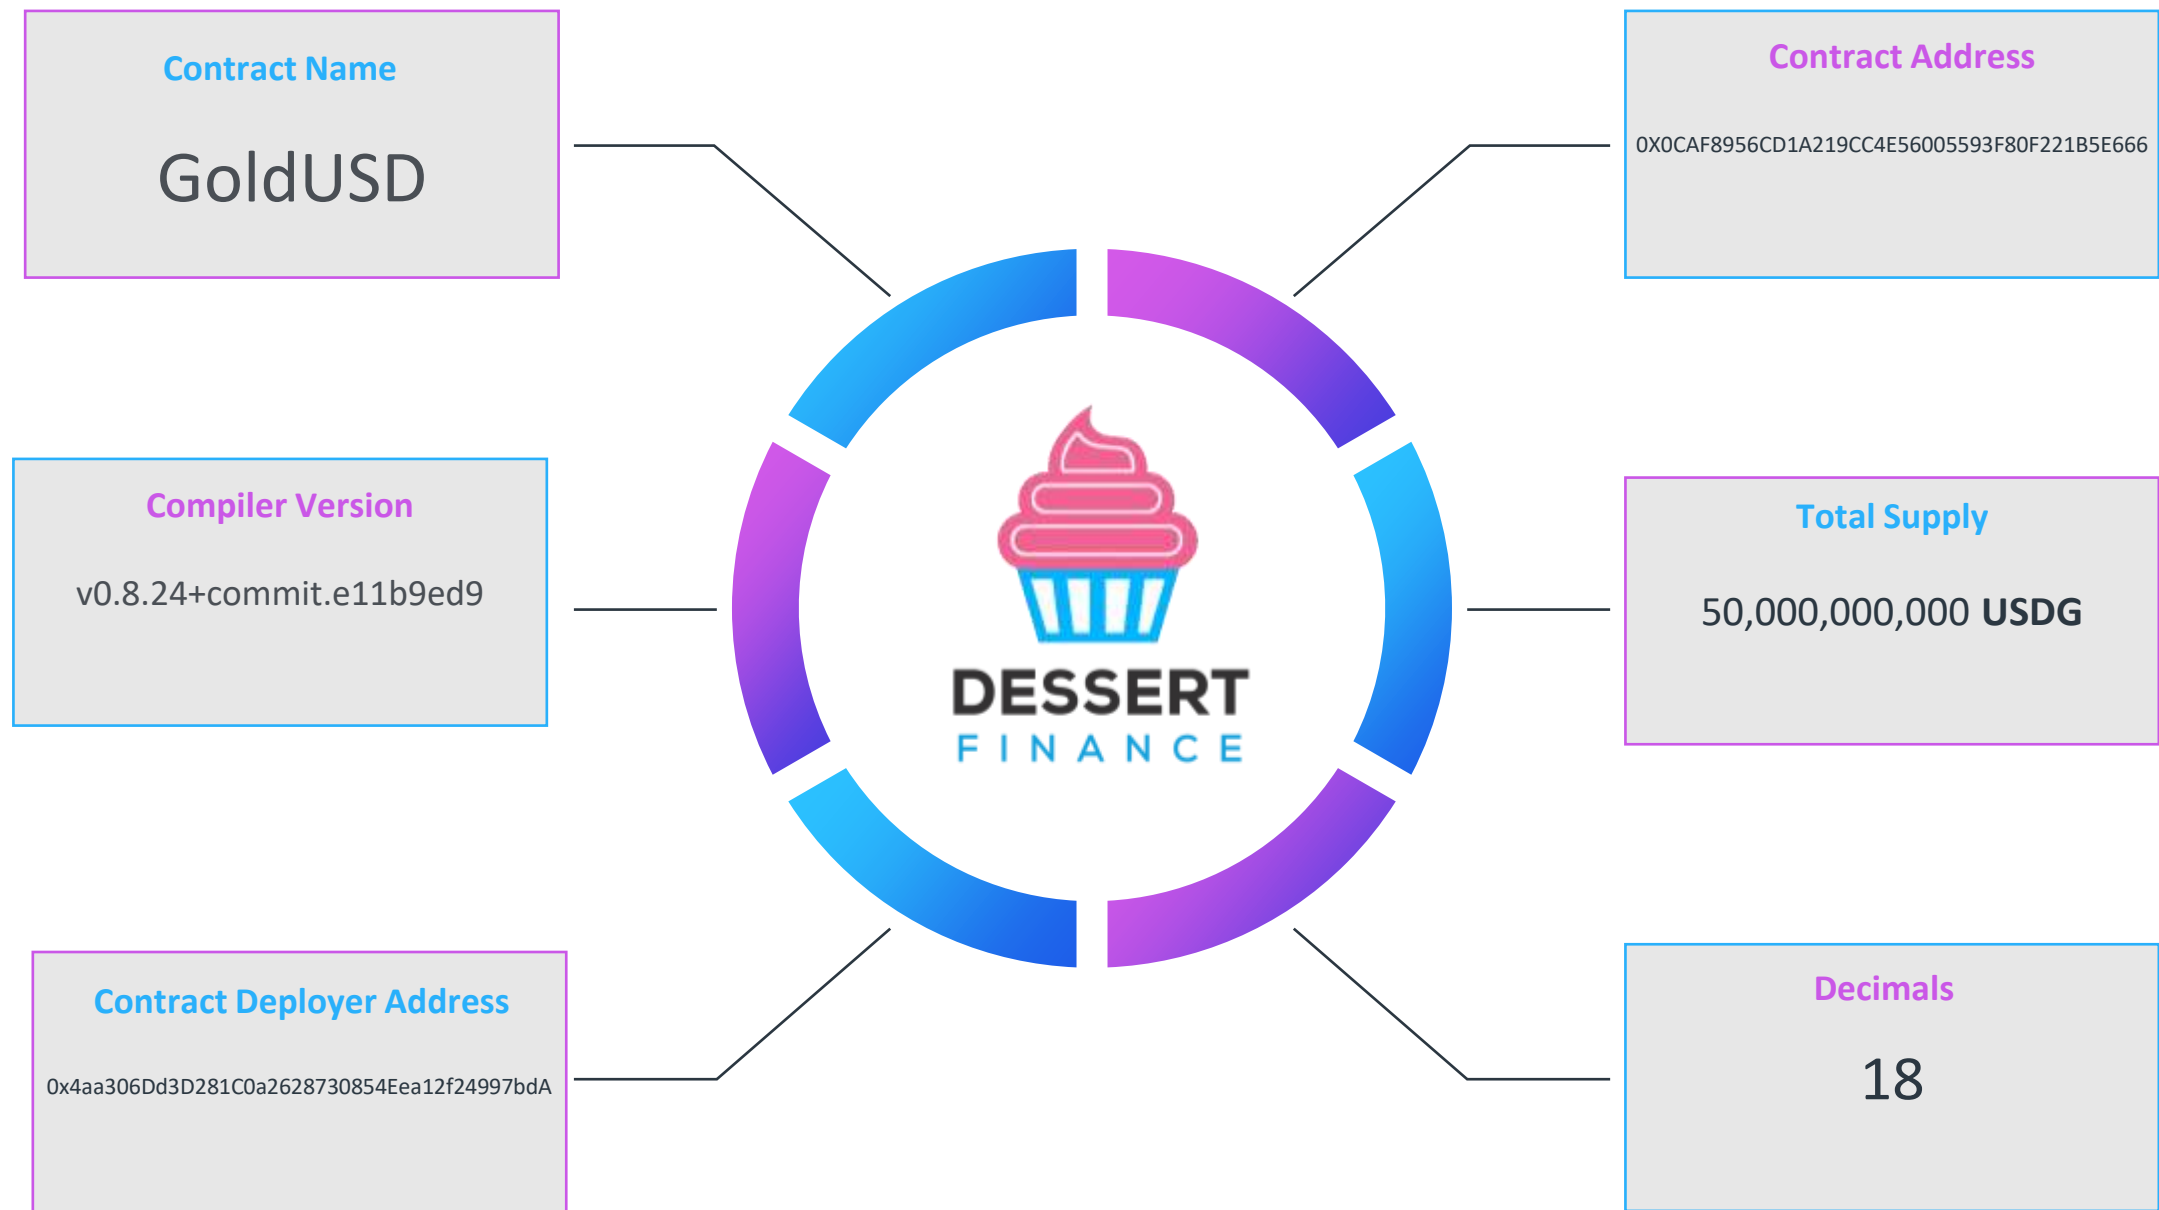 Contract Name
GoldUSD
Contract Address
0X0CAF8956CD1A219CC4E56005593F80F221B5E666
Compiler Version
v0.8.24+commit.e11b9ed9
Total Supply
50,000,000,000 USDG
DESSERT
FINANCE
Contract Deployer Address
0x4aa306Dd3D281C0a2628730854Eea12f24997bdA
Decimals
18